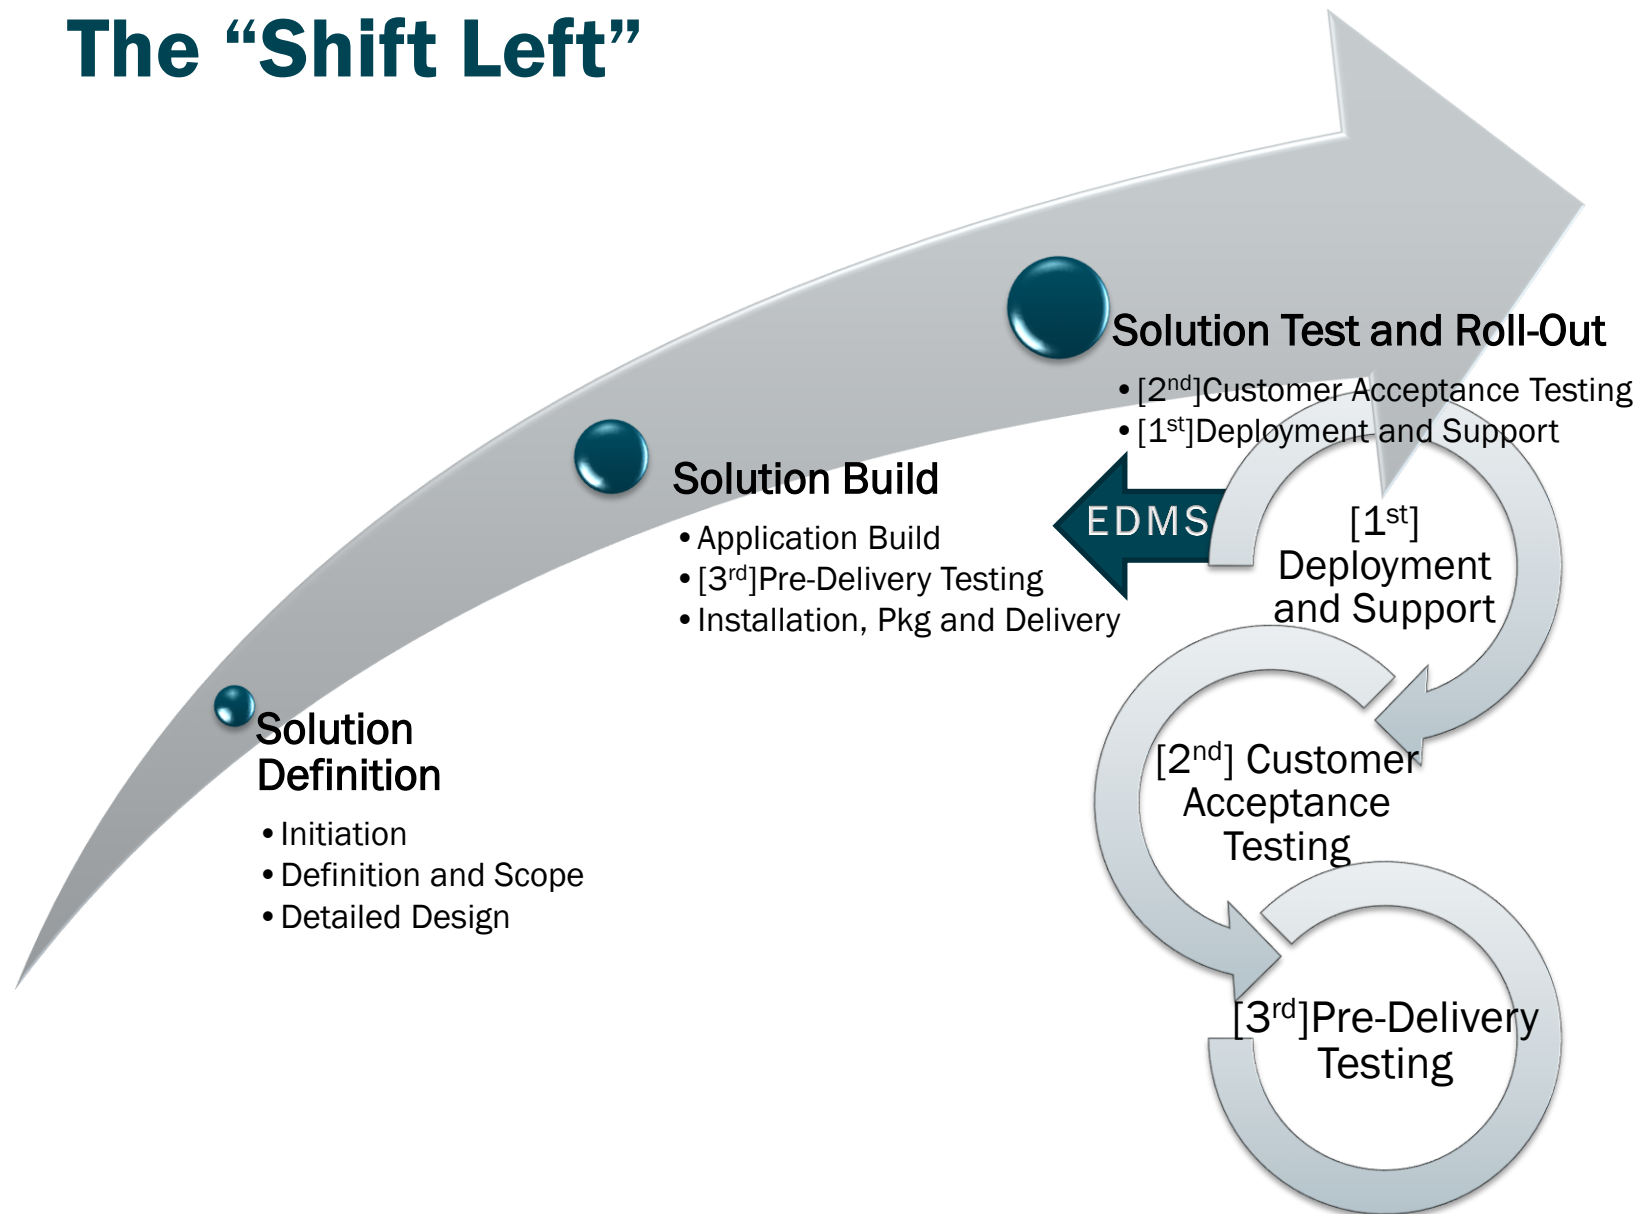 The “Shift Left”
Solution Test and Roll-Out
• [2nd]Customer Acceptance Testing
• [1st]Deployment and Support
Solution Build
• Application Build
• [3rd]Pre-Delivery Testing
• Installation, Pkg and Delivery
EDMS
Solution
Definition
• Initiation
• Definition and Scope
• Detailed Design
[1st]
Deployment
and Support
[2nd] Customer
Acceptance
Testing
[3rd]Pre-Delivery
Testing